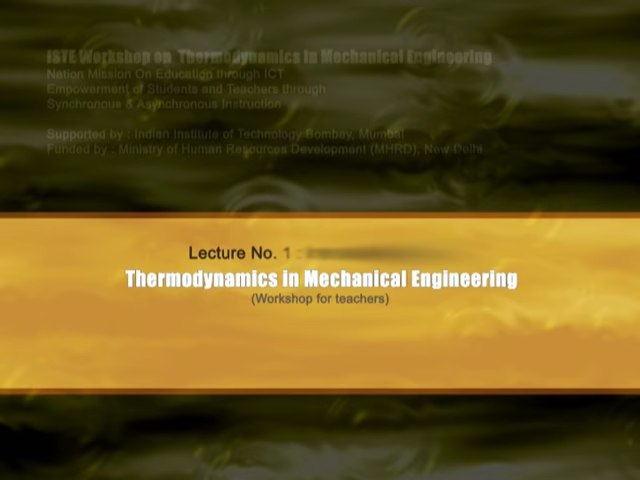 ISTE Workshop on Thermodynamics in Mechanical Engineering
Nation Mission On Education through ICT
Empowerment of Students and Teachers through
Synchronous & Asynchronous Instruction
Supported by : Indian Institute of Technology Bombay, Mumbai
Funded by : Ministry of Human Resources Development (MHRD), New Delhi
Lecture No. 1 :
Thermodynamics in Mechanical Engineering
(Workshop for teachers)